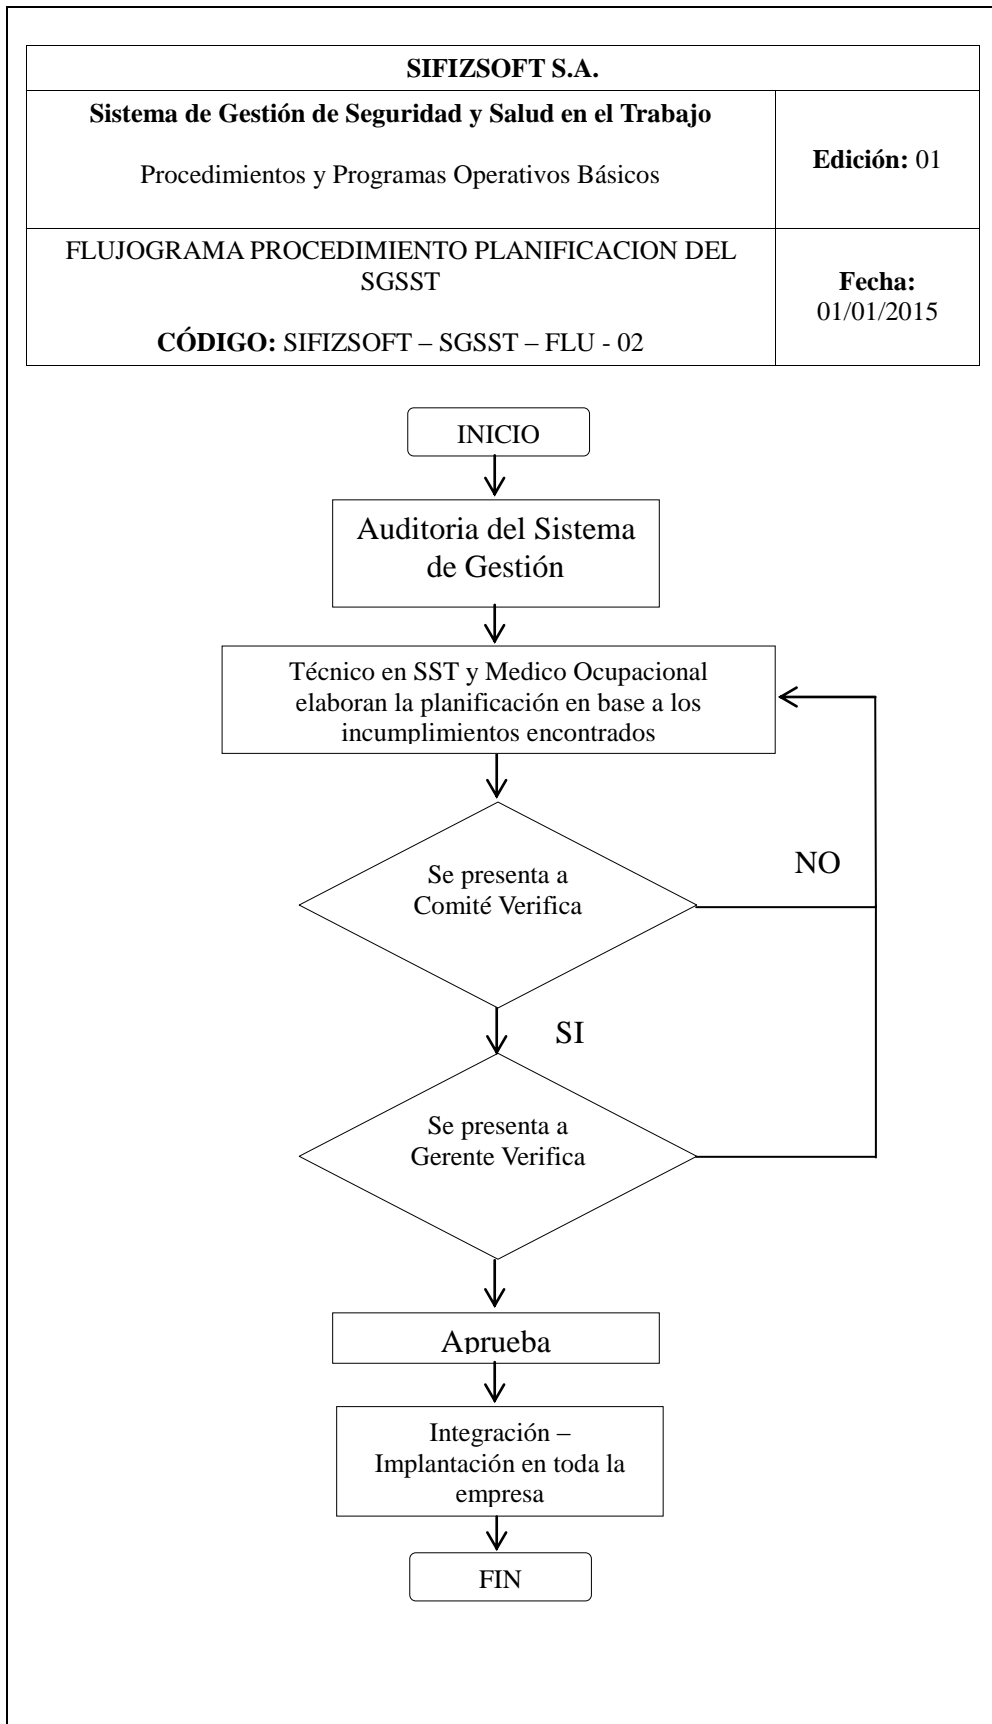 SIFIZSOFT S.A.
Sistema de Gestión de Seguridad y Salud en el Trabajo
Procedimientos y Programas Operativos Básicos
Edición: 01
FLUJOGRAMA PROCEDIMIENTO PLANIFICACION DEL
SGSST
CÓDIGO: SIFIZSOFT – SGSST – FLU - 02
Fecha:
01/01/2015
INICIO
Auditoria del Sistema
de Gestión
Técnico en SST y Medico Ocupacional
elaboran la planificación en base a los
incumplimientos encontrados
Se presenta a
Comité Verifica
NO
SI
Se presenta a
Gerente Verifica
Aprueba
Integración –
Implantación en toda la
empresa
FIN